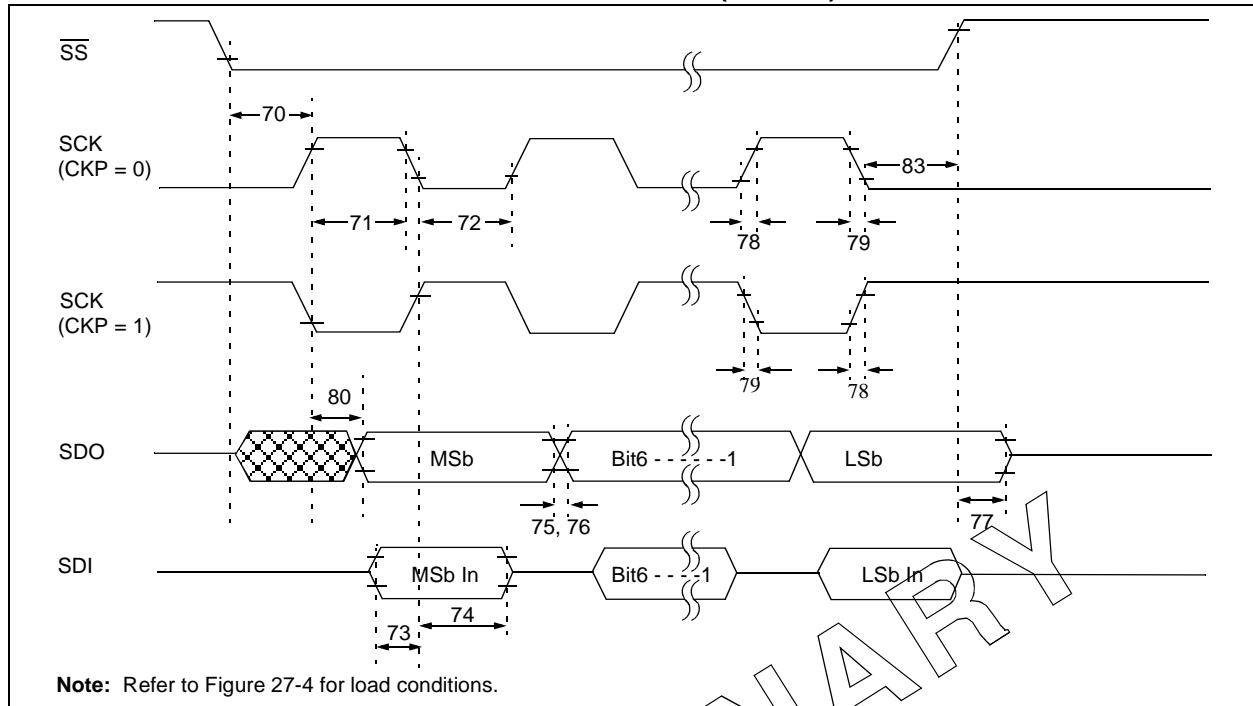 SS
70
SCK
(CKP = 0)
83
71
72
78
79
SCK
(CKP = 1)
79
78
80
SDO
MSb
Bit6 - - - - - -1
LSb
75, 76
77
SDI
MSb In
Bit6 - - - -1
LSb In
74
73
Note: Refer to Figure 27-4 for load conditions.
NARY